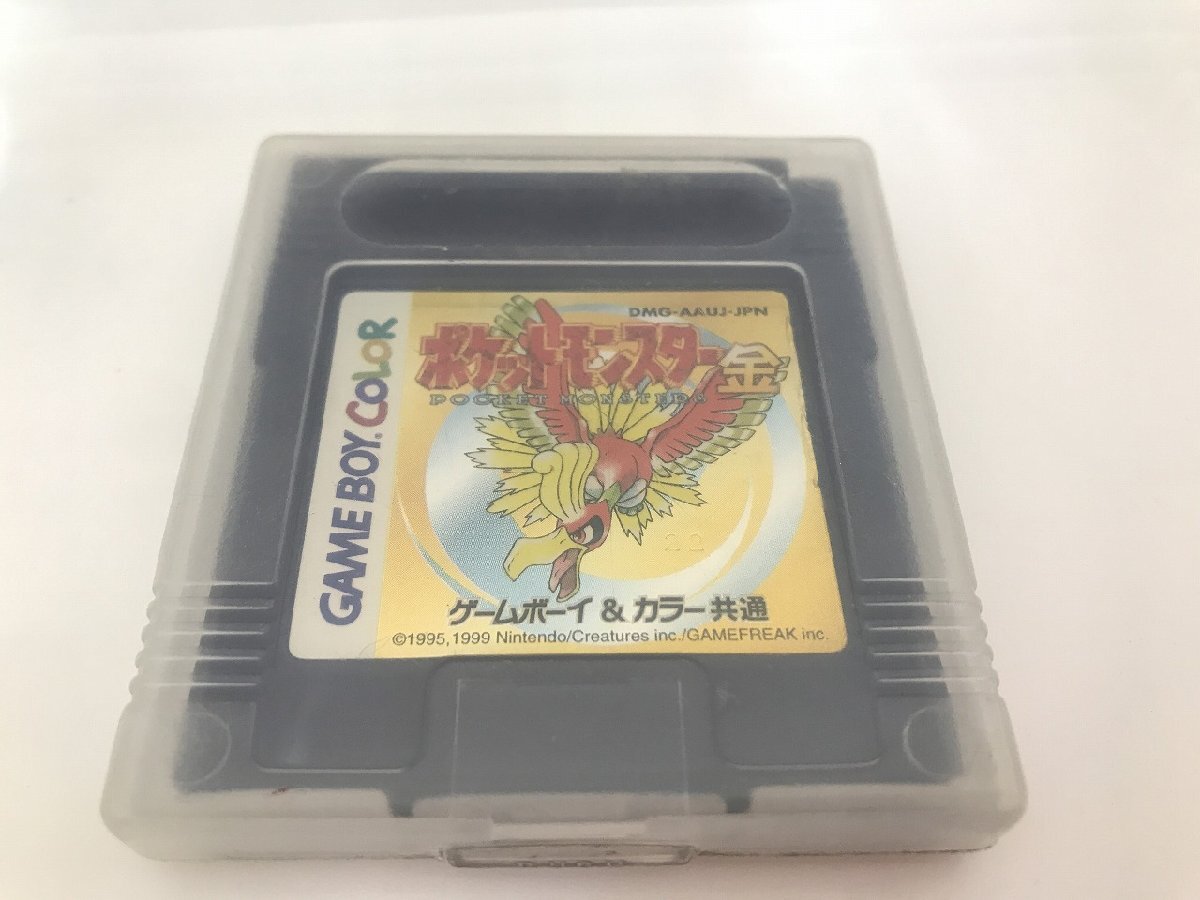 GAME BOY COLOR
DMG-AAUJ-JPN
ポケットモンスター金
POCKET MONSTERS
ゲームボーイ & カラー共通
©1995, 1999 Nintendo/Creatures inc./GAMEFREAK inc.
22